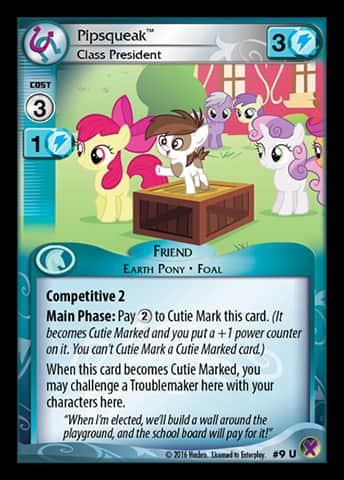 Pipsqueak™
Class President
3
COST
3
1
FRIEND
EARTH PONY • FOAL
Competitive 2
Main Phase: Pay 2 to Cutie Mark this card. (It
becomes Cutie Marked and you put a +1 power counter
on it. You can't Cutie Mark a Cutie Marked card.)
When this card becomes Cutie Marked, you
may challenge a Troublemaker here with your
characters here.
"When I'm elected, we'll build a wall around the
playground, and the school board will pay for it!"
© 2016 Hasbro. Licensed to Enterplay. #9 U